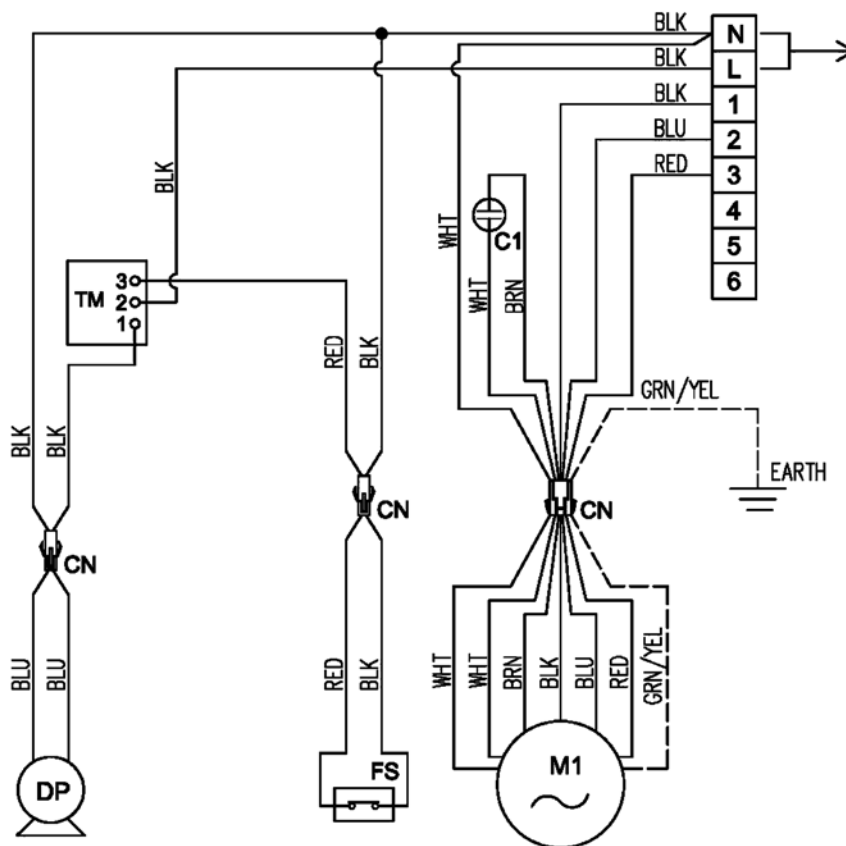 BLK
N
BLK
L
BLK
1
BLU
2
RED
3
4
5
6
BLK
WHT
C1
WHT
BRN
TM
3
2
1
RED
BLK
GRN/YEL
BLK
BLK
EARTH
CN
CN
CN
BLU
BLU
RED
BLK
WHT
WHT
BRN
BLK
BLU
RED
GRN/YEL
DP
FS
M1